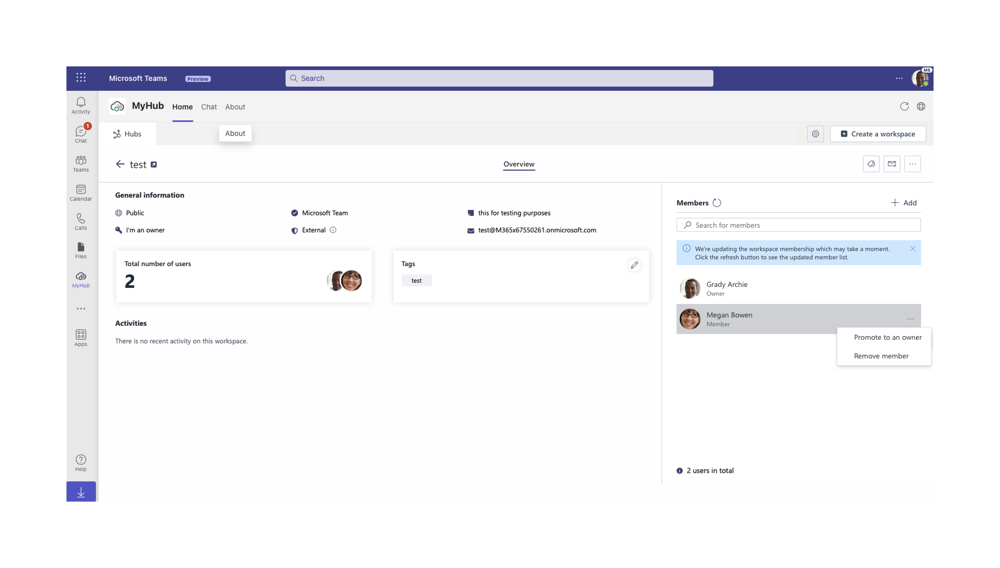 Microsoft Teams
Preview
Search
MS
Activity
1
Chat
Teams
Calendar
Calls
Files
MyHub
Apps
Help
MyHub
Home
Chat
About
Hubs
About
Create a workspace
test
Overview
General information
Public
Microsoft Team
this for testing purposes
I'm an owner
External
test@M365x67550261.onmicrosoft.com
Total number of users
2
Tags
test
Activities
There is no recent activity on this workspace.
Members
Add
Search for members
We're updating the workspace membership which may take a moment.
Click the refresh button to see the updated member list.
Grady Archie
Owner
Megan Bowen
Member
Promote to an owner
Remove member
2 users in total